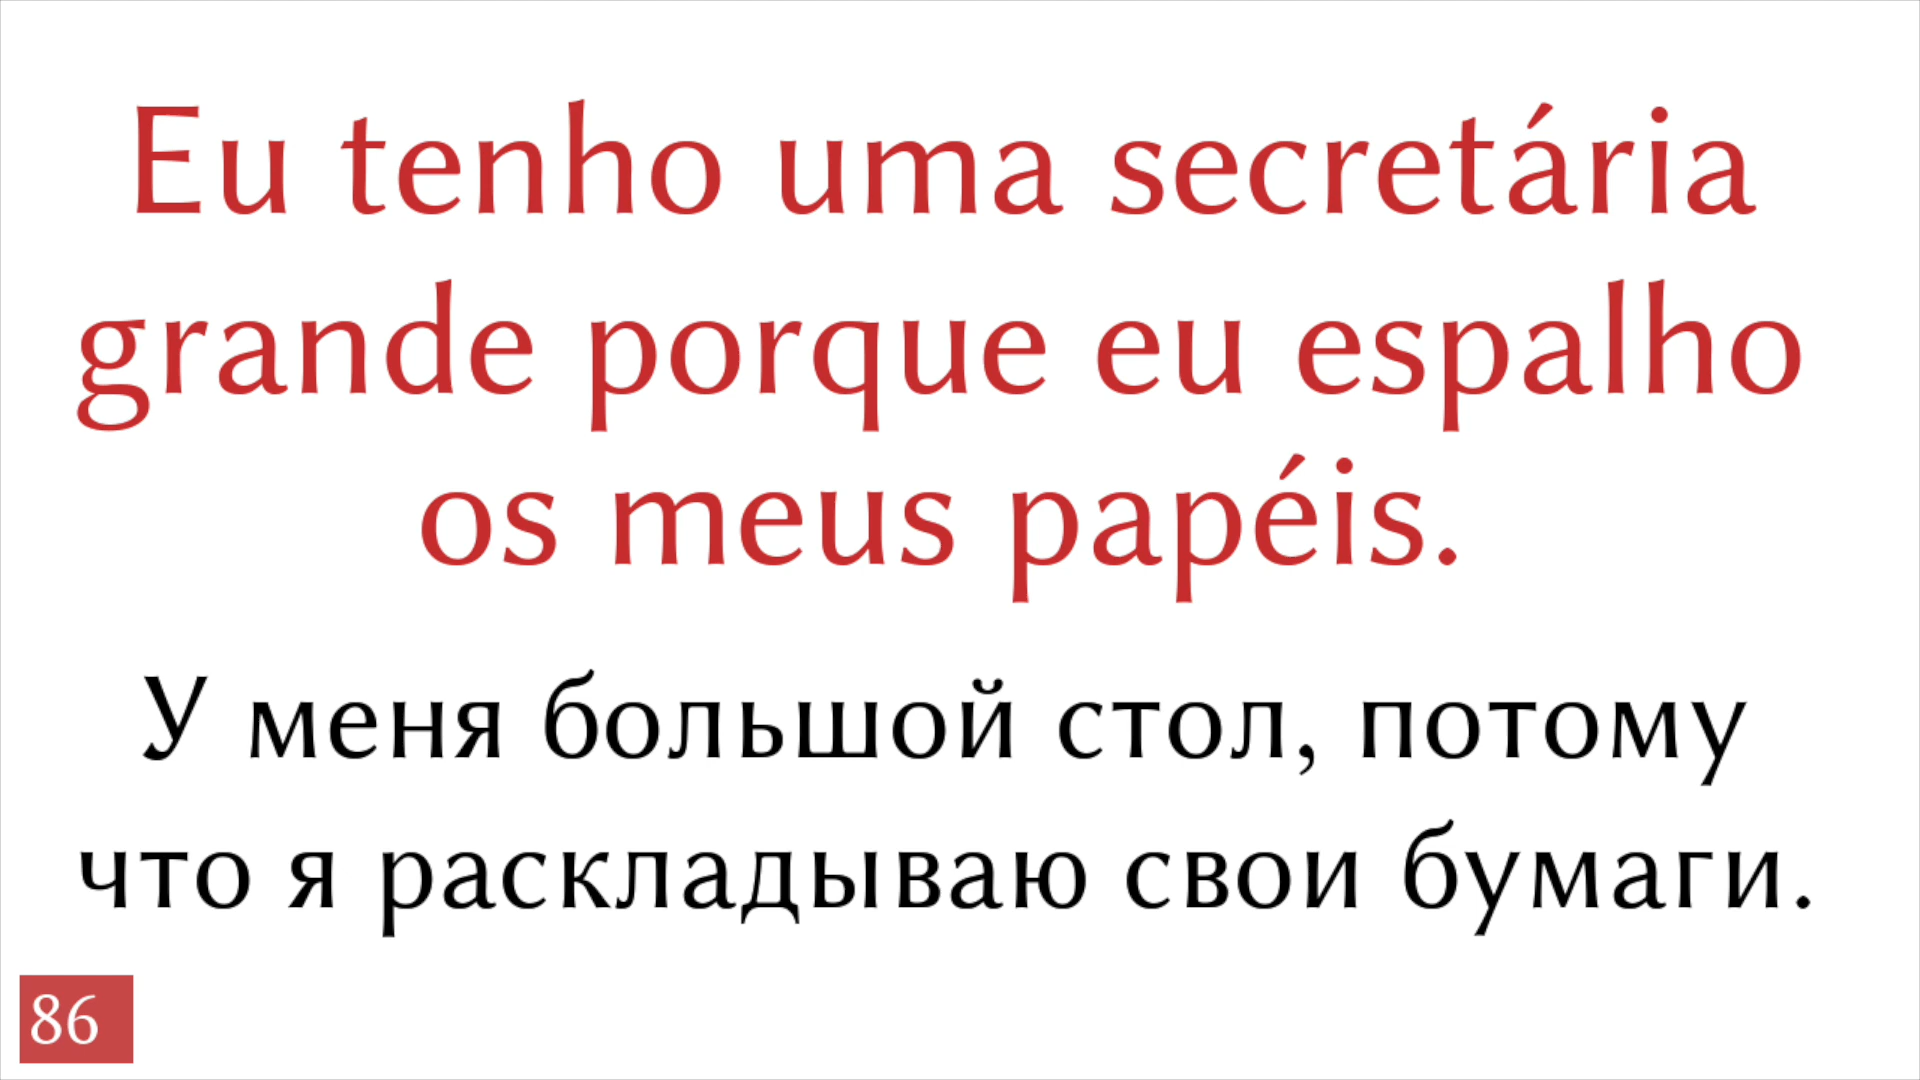 Eu tenho uma secretária
grande porque eu espalho
os meus papéis.
У меня большой стол, потому
что я раскладываю свои бумаги.
86